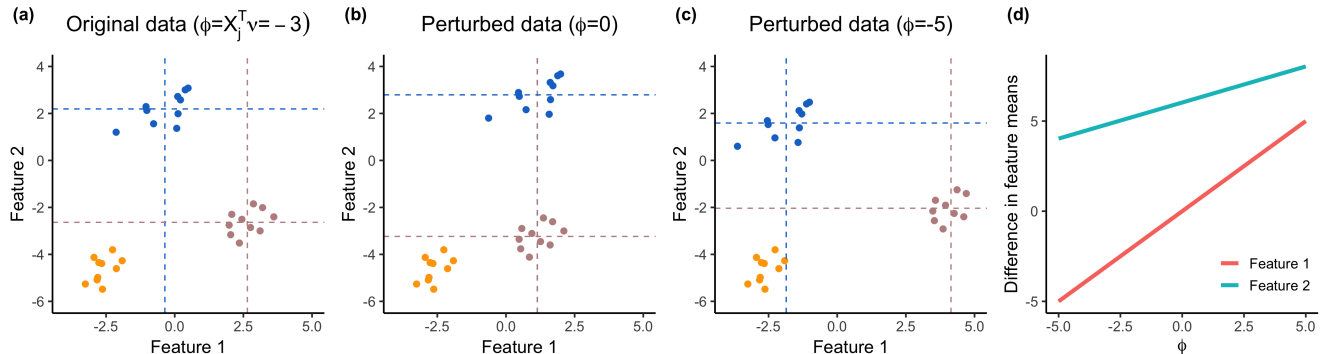 (a)
Original data (ϕ=X_j^T ν= − 3)
Feature 2
4
2
0
-2
-4
-6
-2.5
0.0
2.5
5.0
Feature 1
(b)
Perturbed data (ϕ=0)
Feature 2
4
2
0
-2
-4
-6
-2.5
0.0
2.5
5.0
Feature 1
(c)
Perturbed data (ϕ=-5)
Feature 2
4
2
0
-2
-4
-6
-2.5
0.0
2.5
5.0
Feature 1
(d)
Difference in feature means
5
0
-5
Feature 1
Feature 2
-5.0
-2.5
0.0
2.5
5.0
ϕ